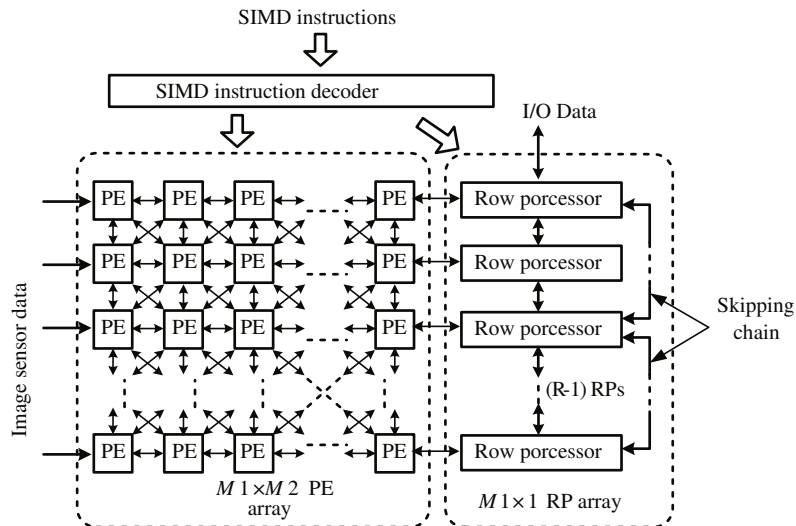 SIMD instructions
SIMD instruction decoder
I/O Data
PE PE PE PE Row porcessor
PE PE PE PE Row porcessor
PE PE PE PE Row porcessor
Skipping
chain
(R-1) RPs
PE PE PE PE Row porcessor
Image sensor data
M 1×M 2 PE
array
M 1× 1 RP array